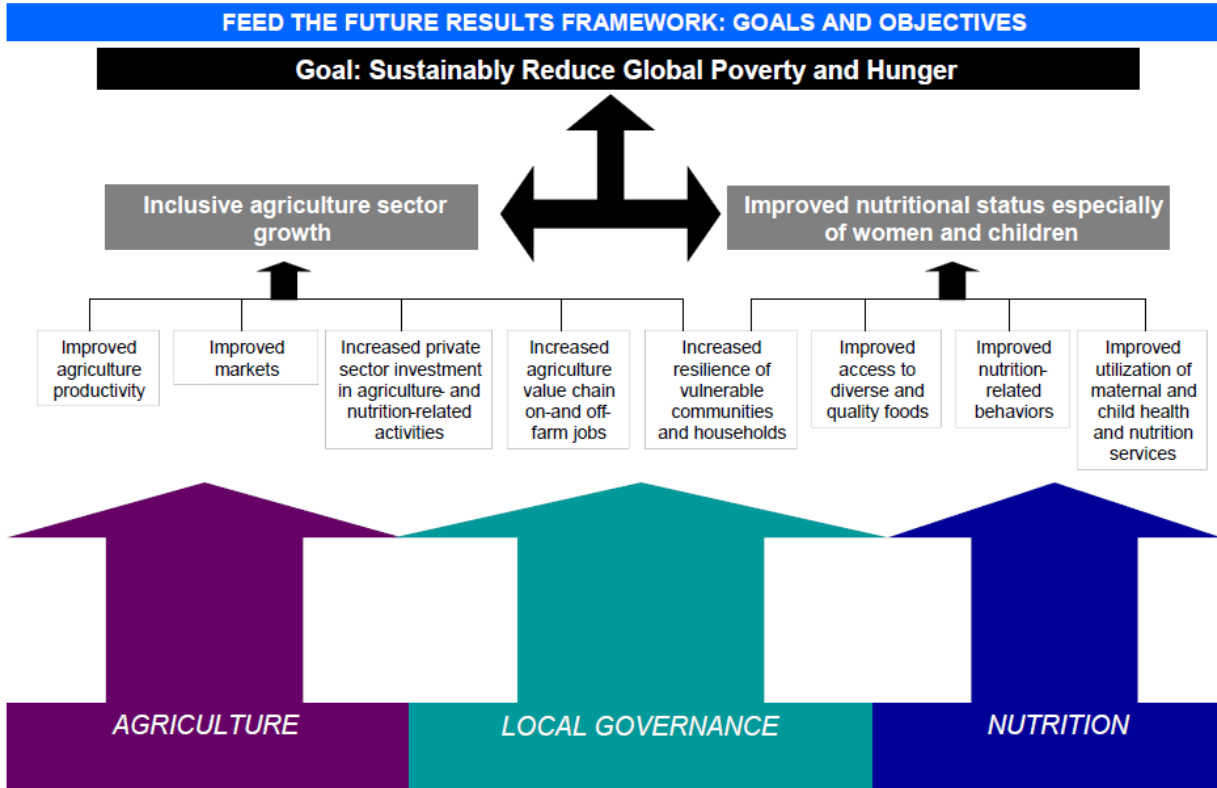 FEED THE FUTURE RESULTS FRAMEWORK: GOALS AND OBJECTIVES
Goal: Sustainably Reduce Global Poverty and Hunger
Inclusive agriculture sector
growth
Improved nutritional status especially
of women and children
Improved
agriculture
productivity
Improved
markets
Increased private
sector investment
in agriculture- and
nutrition-related
activities
Increased
agriculture
value chain
on-and off-
farm jobs
Increased
resilience of
vulnerable
communities
and households
Improved
access to
diverse and
quality foods
Improved
nutrition-
related
behaviors
Improved
utilization of
maternal and
child health
and nutrition
services
AGRICULTURE
LOCAL GOVERNANCE
NUTRITION